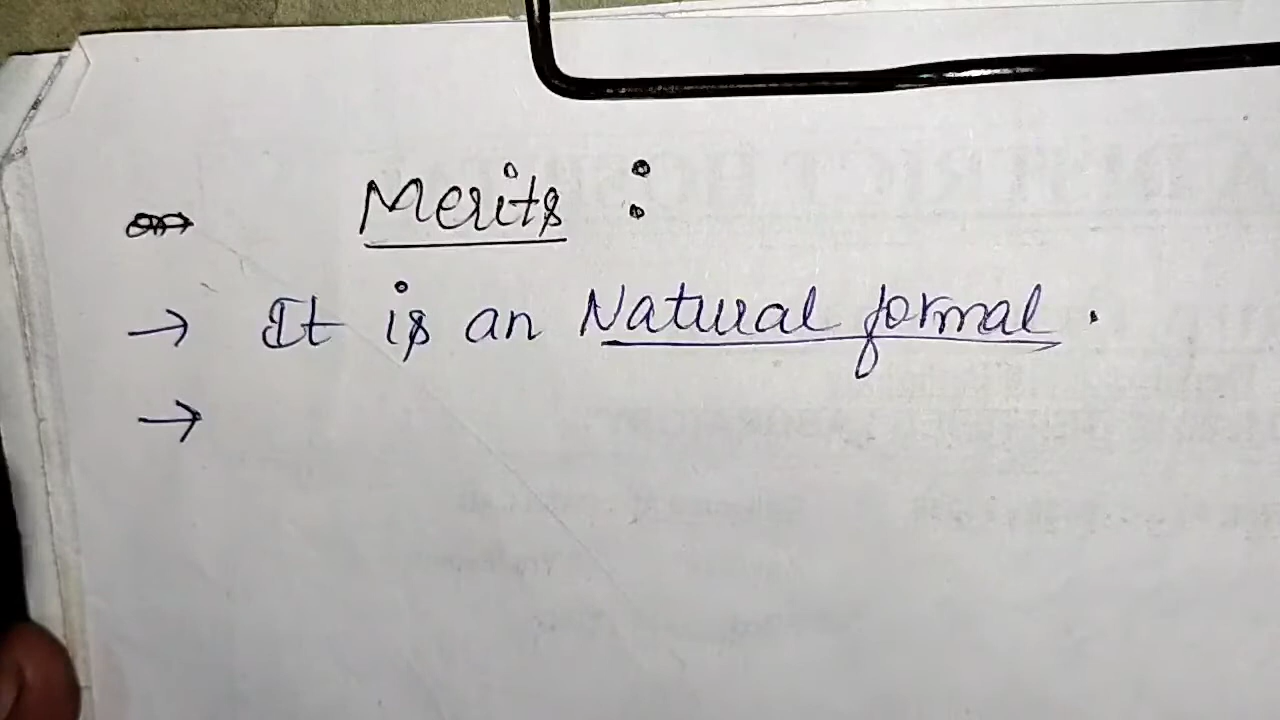 Merits :
→ It is an Natural formal.
→